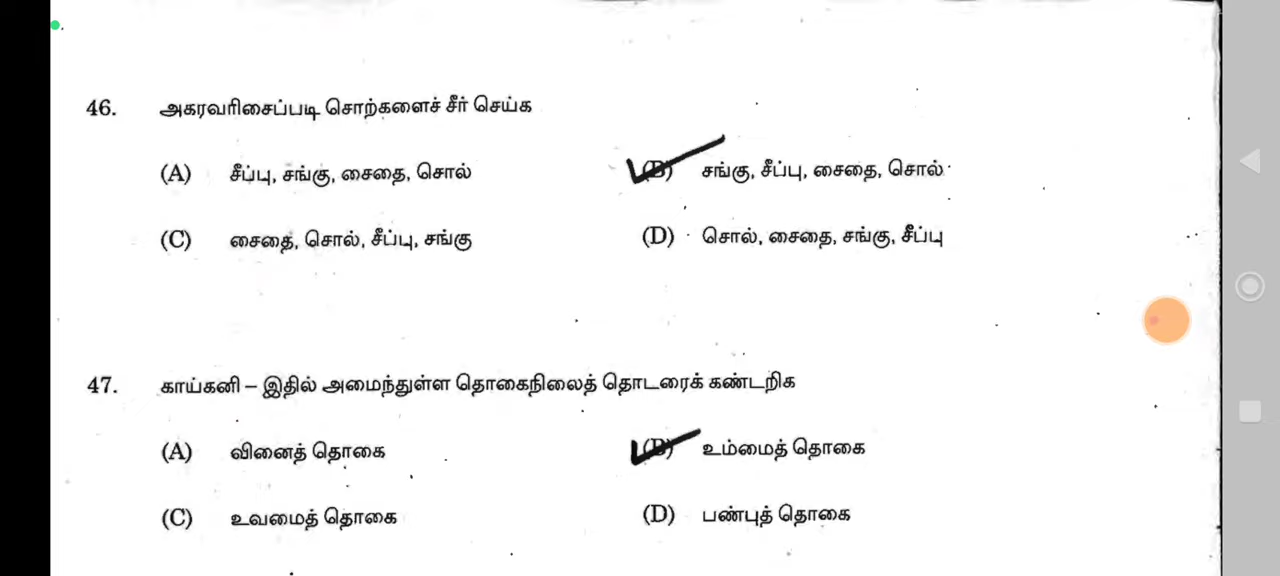 46. அகரவரிசைப்படி சொற்களைச் சீர் செய்க
(A) சீப்பு, சங்கு, சைதை, சொல்
(B) சங்கு, சீப்பு, சைதை, சொல்
(C) சைதை, சொல், சீப்பு, சங்கு
(D) சொல், சைதை, சங்கு, சீப்பு
47. காய்கனி – இதில் அமைந்துள்ள தொகைநிலைத் தொடரைக் கண்டறிக
(A) வினைத் தொகை
(B) உம்மைத் தொகை
(C) உவமைத் தொகை
(D) பண்புத் தொகை